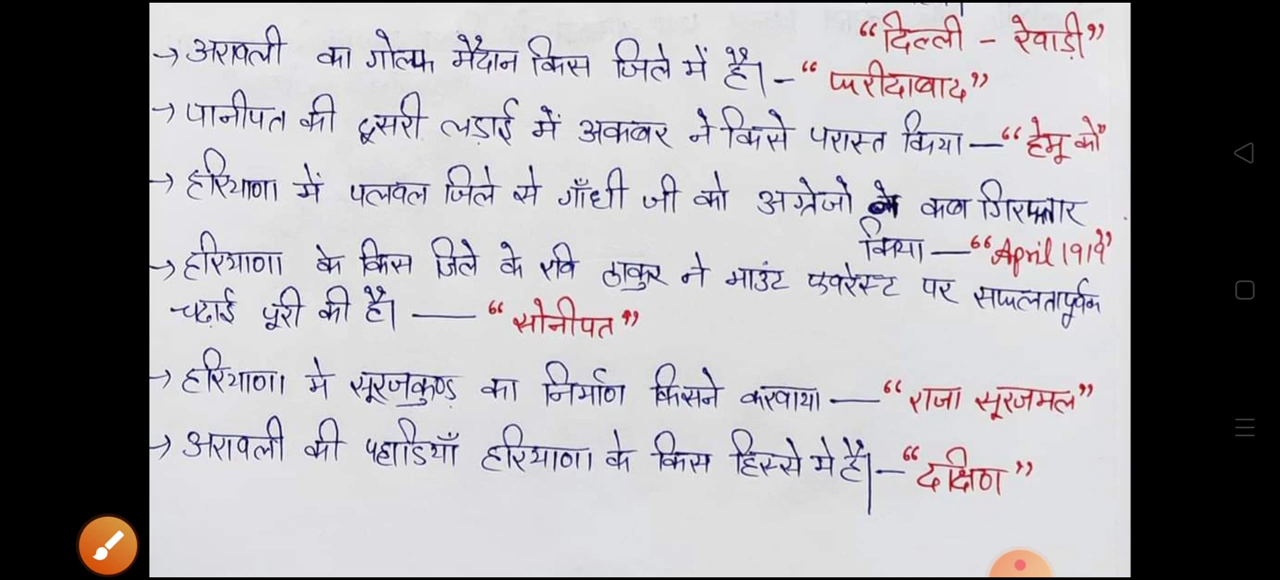 “दिल्ली - रेवाड़ी”
→ अरावली का गोल्फ मैदान किस जिले में है। - “फरीदाबाद”
→ पानीपत की दूसरी लड़ाई में अकबर ने किसे परास्त किया - “हेमू को”
→ हरियाणा में पलवल जिले से गाँधी जी को अंग्रेजो ने कब गिरफ्तार
किया - “April 1919”
→ हरियाणा के किस जिले के रवि ठाकुर ने माउंट एवरेस्ट पर सफलतापूर्वक
चढ़ाई पूरी की है। - “सोनीपत”
→ हरियाणा मे सूरजकुण्ड का निर्माण किसने करवाया - “राजा सूरजमल”
→ अरावली की पहाडियाँ हरियाणा के किस हिस्से मे है। - “दक्षिण”